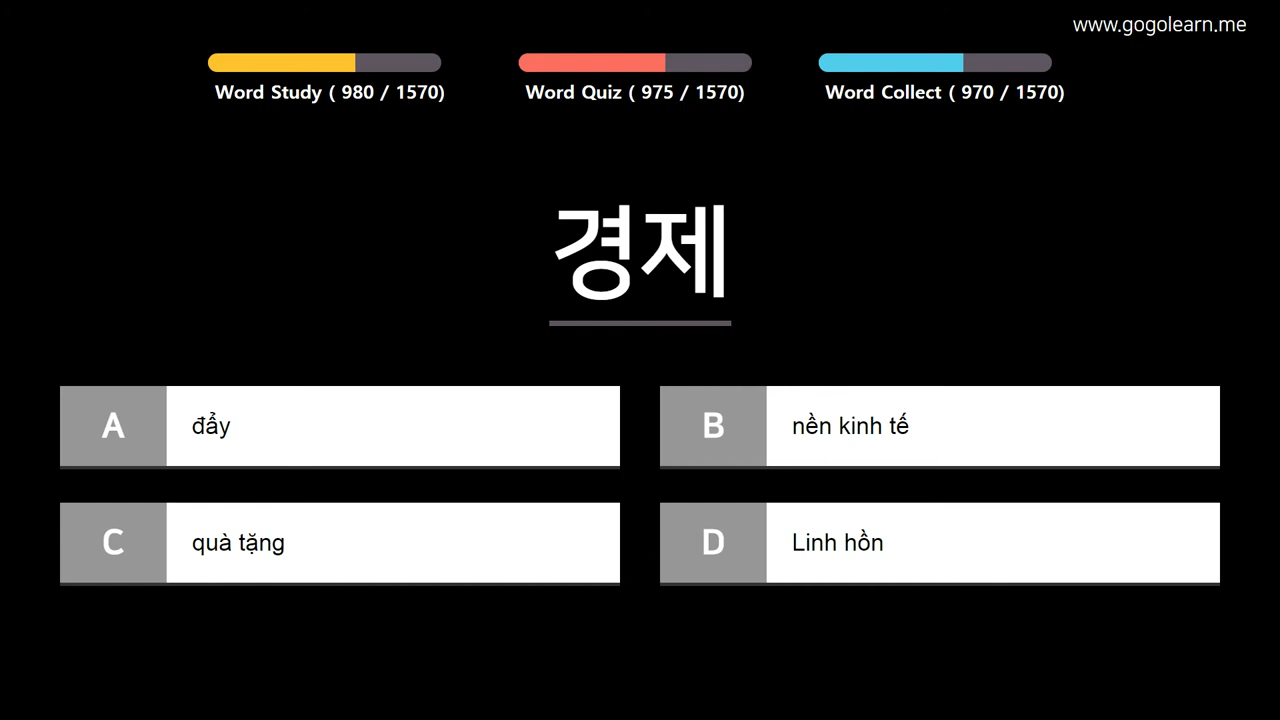 www.gogolearn.me
Word Study ( 980 / 1570)
Word Quiz ( 975 / 1570)
Word Collect ( 970 / 1570)
경제
A
đẩy
B
nền kinh tế
C
quà tặng
D
Linh hồn